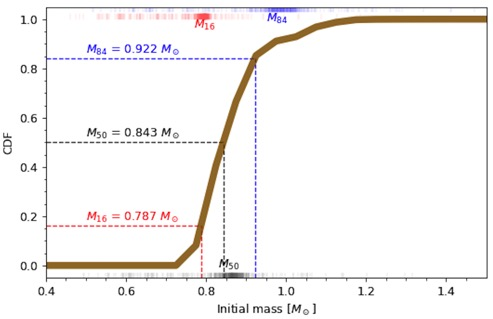 M₁₆
M₈₄
1.0
M₈₄ = 0.922 M⊙
0.8
0.6
M₅₀ = 0.843 M⊙
CDF
0.4
M₁₆ = 0.787 M⊙
0.2
M₅₀
0.0
0.4 0.6 0.8 1.0 1.2 1.4
Initial mass [M⊙]